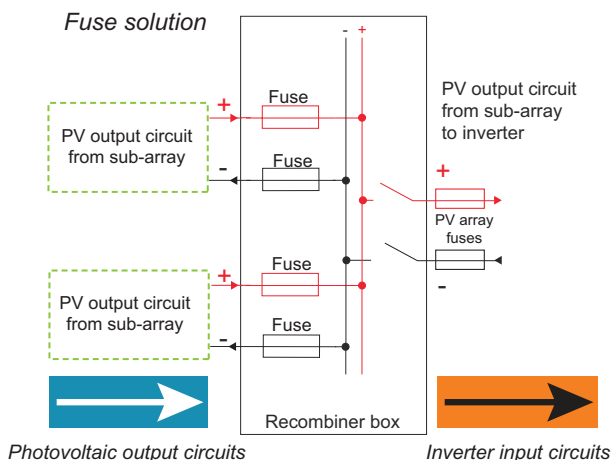 Fuse solution
- +
Fuse
+
PV output circuit
from sub-array
-
Fuse
PV output circuit
from sub-array
to inverter
+
PV array
fuses
-
Fuse
+
PV output circuit
from sub-array
-
Fuse
Recombiner box
Photovoltaic output circuits
Inverter input circuits